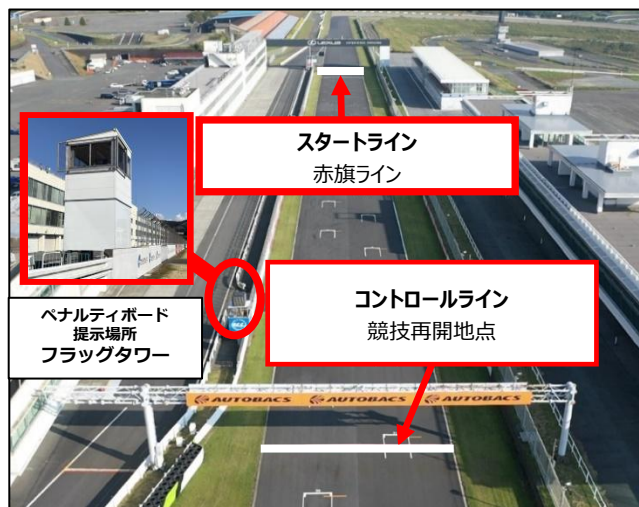 LEXUS
スタートライン
赤旗ライン
コントロールライン
競技再開地点
ペナルティボード
提示場所
フラッグタワー
AUTOBACS AUTOBACS AUTOBACS